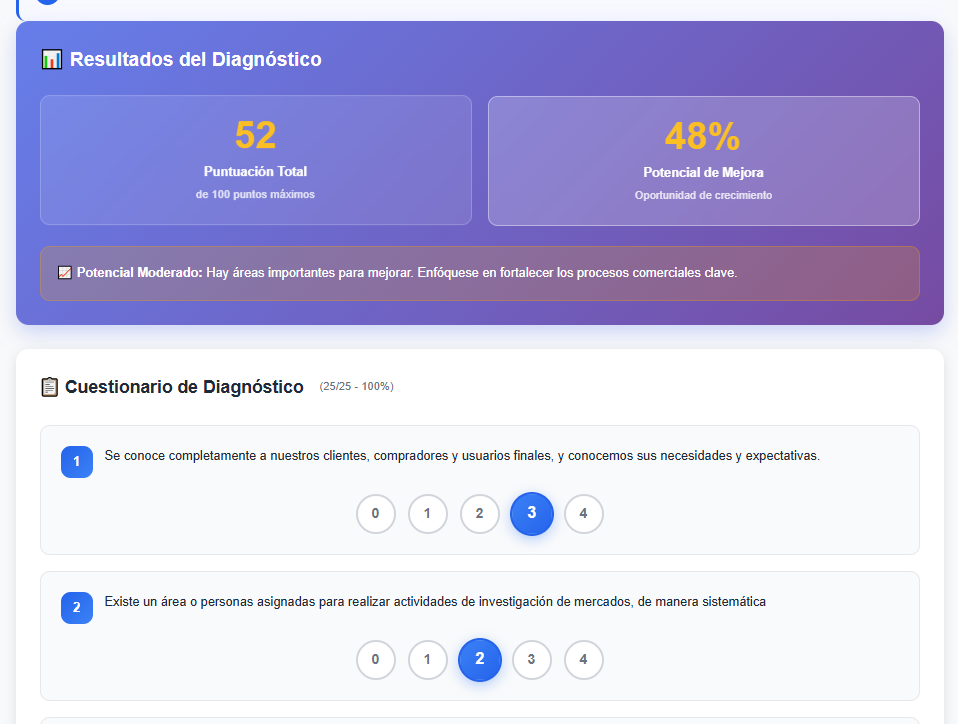 Resultados del Diagnóstico
52
Puntuación Total
de 100 puntos máximos
48%
Potencial de Mejora
Oportunidad de crecimiento
Potencial Moderado: Hay áreas importantes para mejorar. Enfóquese en fortalecer los procesos comerciales clave.
Cuestionario de Diagnóstico (25/25 - 100%)
1 Se conoce completamente a nuestros clientes, compradores y usuarios finales, y conocemos sus necesidades y expectativas.
0 1 2 3 4
2 Existe un área o personas asignadas para realizar actividades de investigación de mercados, de manera sistemática
0 1 2 3 4